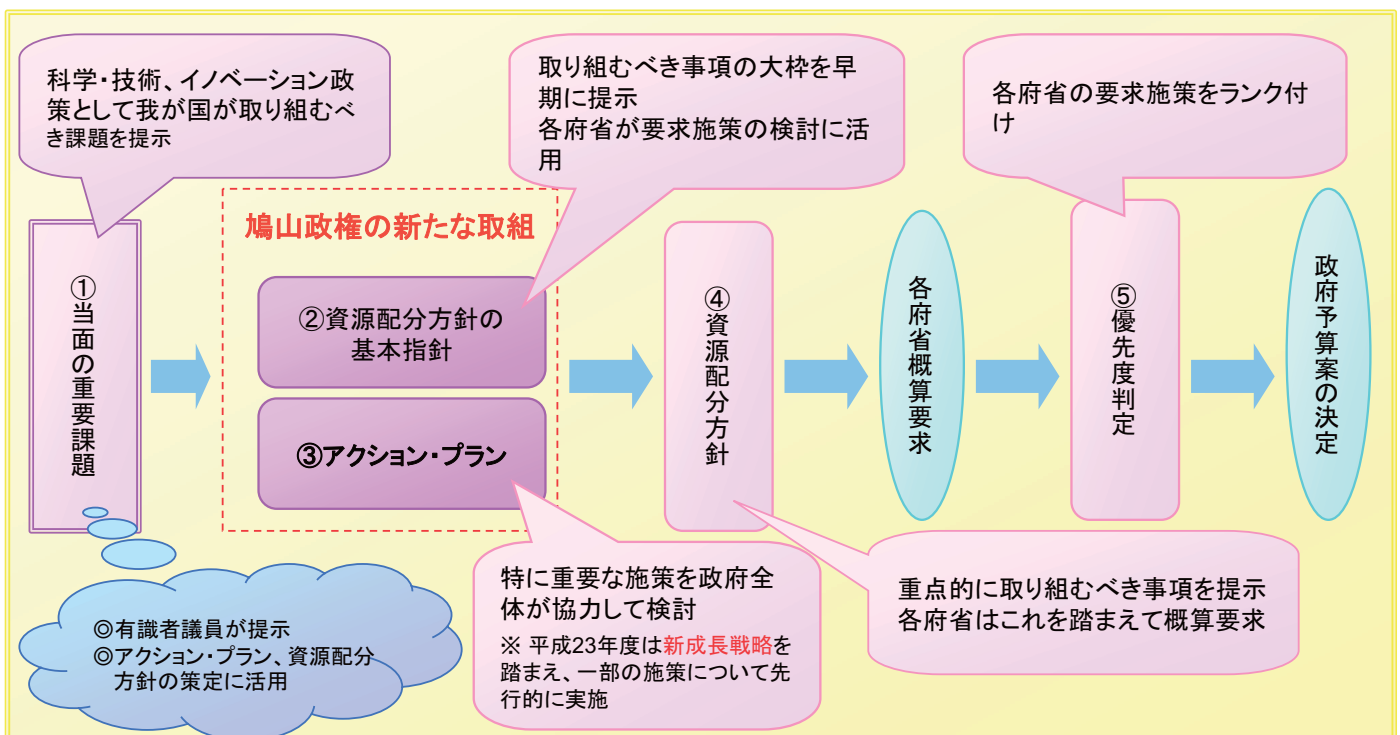 科学・技術、イノベーション政
策として我が国が取り組むべ
き課題を提示
取り組むべき事項の大枠を早
期に提示
各府省が要求施策の検討に活
用
各府省の要求施策をランク付
け
鳩山政権の新たな取組
①当面の重要課題
②資源配分方針の
基本指針
③アクション・プラン
④資源配分方針
各府省概算要求
⑤優先度判定
政府予算案の決定
◎有識者議員が提示
◎アクション・プラン、資源配分
方針の策定に活用
特に重要な施策を政府全
体が協力して検討
※ 平成23年度は新成長戦略を
踏まえ、一部の施策について先
行的に実施
重点的に取り組むべき事項を提示
各府省はこれを踏まえて概算要求